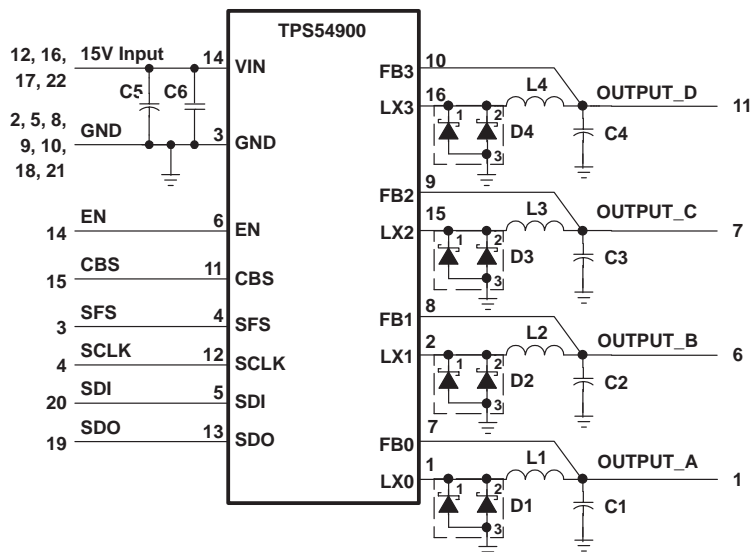 TPS54900
12, 16,
17, 22
15V Input
14
VIN
C5
C6
2, 5, 8,
9, 10,
18, 21
GND
3
GND
14
EN
6
EN
15
CBS
11
CBS
3
SFS
4
SFS
4
SCLK
12
SCLK
20
SDI
5
SDI
19
SDO
13
SDO
FB3
10
LX3
16
1
2
3
D4
L4
OUTPUT_D
11
C4
FB2
9
LX2
15
1
2
3
D3
L3
OUTPUT_C
7
C3
FB1
8
LX1
2
1
2
3
D2
L2
OUTPUT_B
6
C2
FB0
7
LX0
1
1
2
3
D1
L1
OUTPUT_A
1
C1